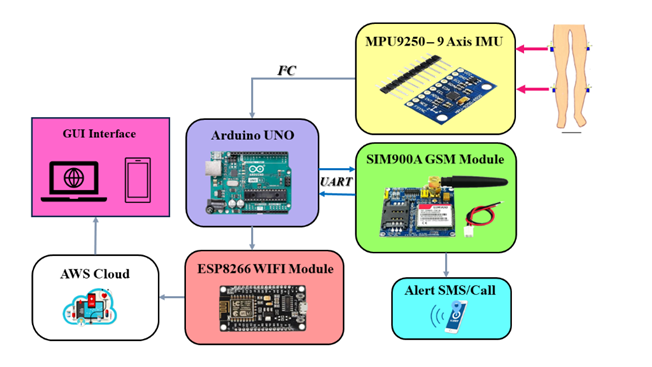 MPU9250 – 9 Axis IMU
I²C
GUI Interface
Arduino UNO
SIM900A GSM Module
UART
AWS Cloud
ESP8266 WIFI Module
Alert SMS/Call